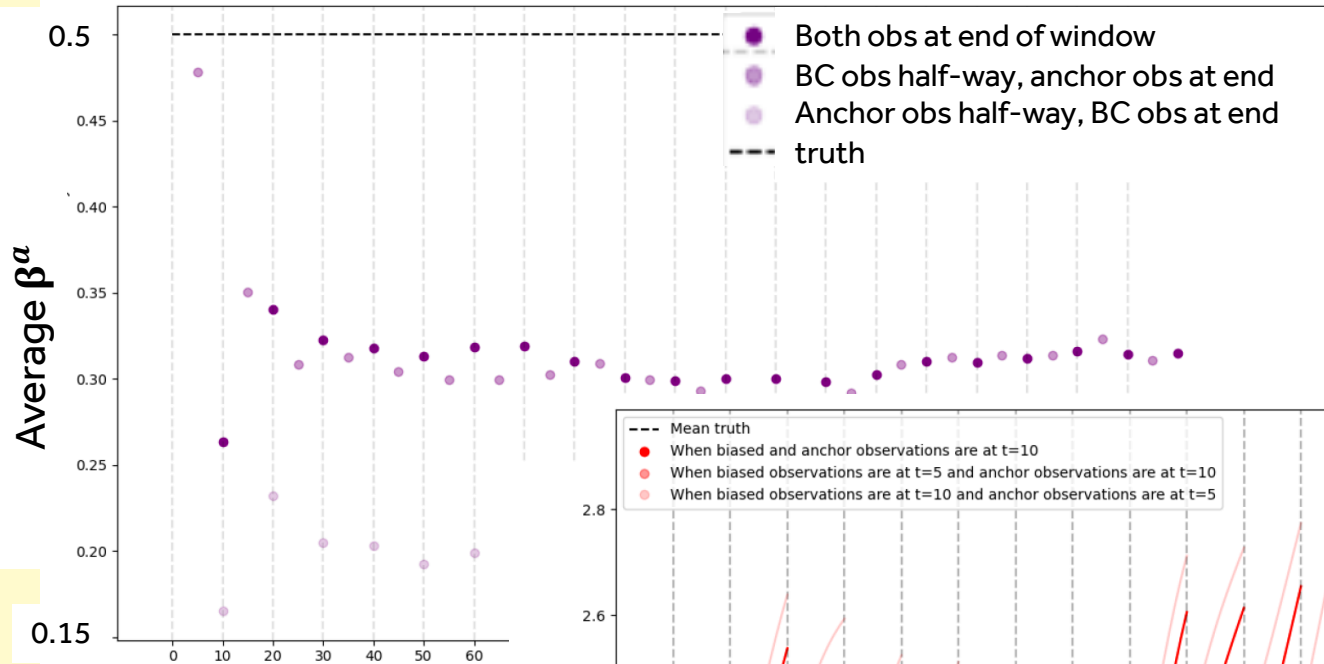 0.5
0.45
0.40
0.35
0.30
0.25
0.20
0.15
Average βᵃ
0 10 20 30 40 50 60
Both obs at end of window
BC obs half-way, anchor obs at end
Anchor obs half-way, BC obs at end
truth
Mean truth
When biased and anchor observations are at t=10
When biased observations are at t=5 and anchor observations are at t=10
When biased observations are at t=10 and anchor observations are at t=5
2.8
2.6